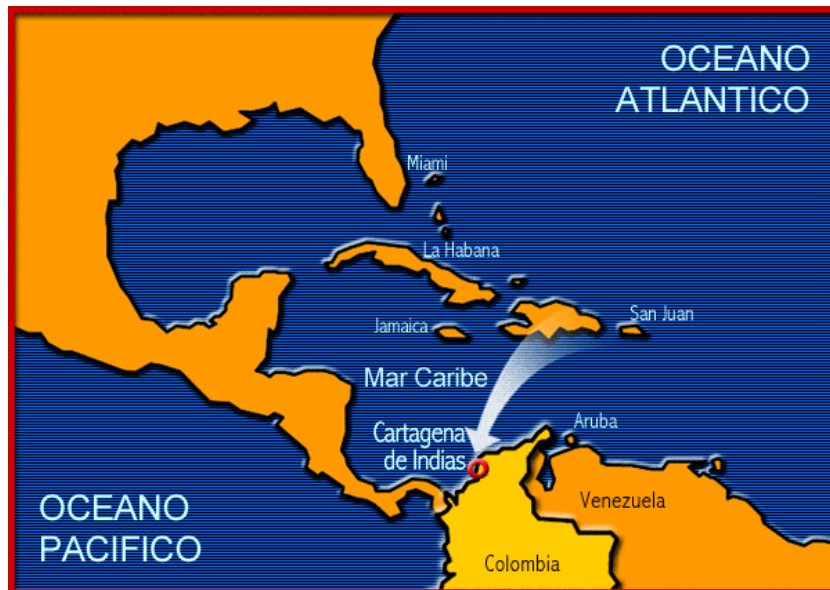 OCEANO
ATLANTICO
Miami
La Habana
San Juan
Jamaica
Mar Caribe
Aruba
Cartagena
de Indias
Venezuela
OCEANO
PACIFICO
Colombia